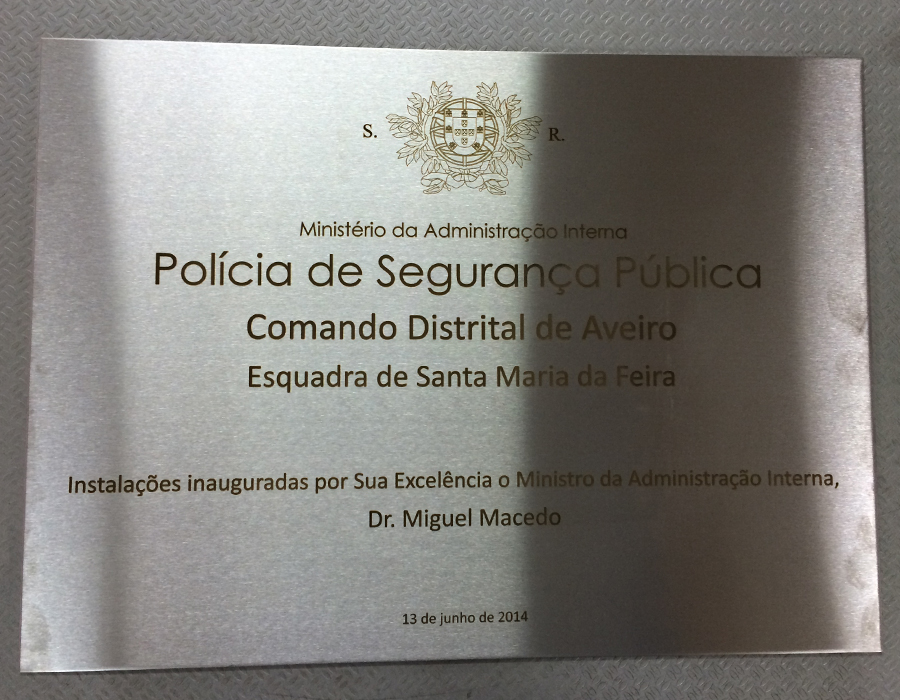 S. R.
Ministério da Administração Interna
Polícia de Segurança Pública
Comando Distrital de Aveiro
Esquadra de Santa Maria da Feira
Instalações inauguradas por Sua Excelência o Ministro da Administração Interna,
Dr. Miguel Macedo
13 de junho de 2014